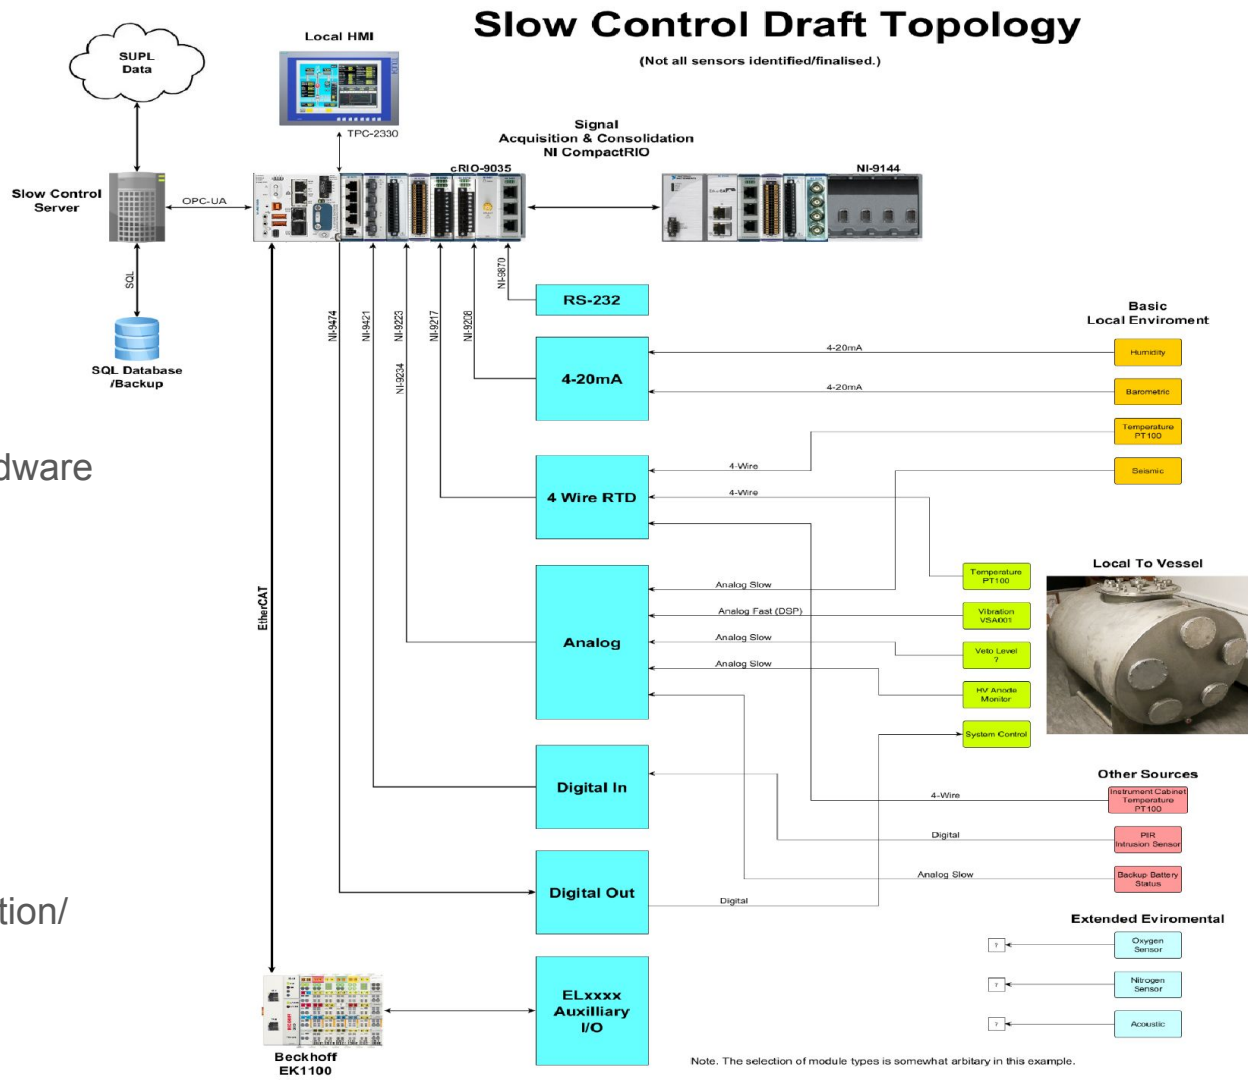 Slow Control Draft Topology
(Not all sensors identified/finalised.)
SUPL
Data
Local HMI
TPC-2330
Signal
Acquisition & Consolidation
NI CompactRIO
cRIO-9035
NI-9144
Slow Control
Server
OPC-UA
SQL
SQL Database
/Backup
NI-9474
NI-9421
NI-9223
NI-9234
NI-9217
NI-9208
NI-9870
EtherCAT
RS-232
4-20mA
4 Wire RTD
Analog
Digital In
Digital Out
ELxxxx
Auxilliary
I/O
Beckhoff
EK1100
dware
tion/
Basic
Local Enviroment
4-20mA
Humidity
4-20mA
Barometric
4-Wire
Temperature
PT100
Seismic
4-Wire
Local To Vessel
Temperature
PT100
Analog Slow
Analog Fast (DSP)
Vibration
VSA001
Analog Slow
Veto Level
?
Analog Slow
HV Anode
Monitor
System Control
Other Sources
4-Wire
Instrument Cabinet
Temperature
PT100
Digital
PIR
Intrusion Sensor
Analog Slow
Backup Battery
Status
Digital
Extended Eviromental
?
Oxygen
Sensor
?
Nitrogen
Sensor
?
Acoustic
Note. The selection of module types is somewhat arbitary in this example.